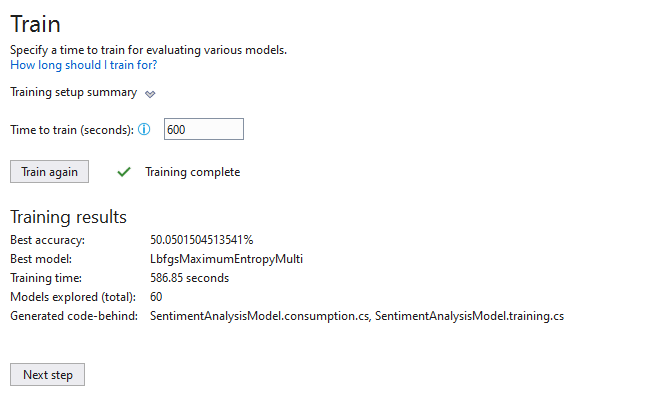 Train
Specify a time to train for evaluating various models.
How long should I train for?
Training setup summary
Time to train (seconds): 600
Train again Training complete
Training results
Best accuracy: 50.0501504513541%
Best model: LbfgsMaximumEntropyMulti
Training time: 586.85 seconds
Models explored (total): 60
Generated code-behind: SentimentAnalysisModel.consumption.cs, SentimentAnalysisModel.training.cs
Next step